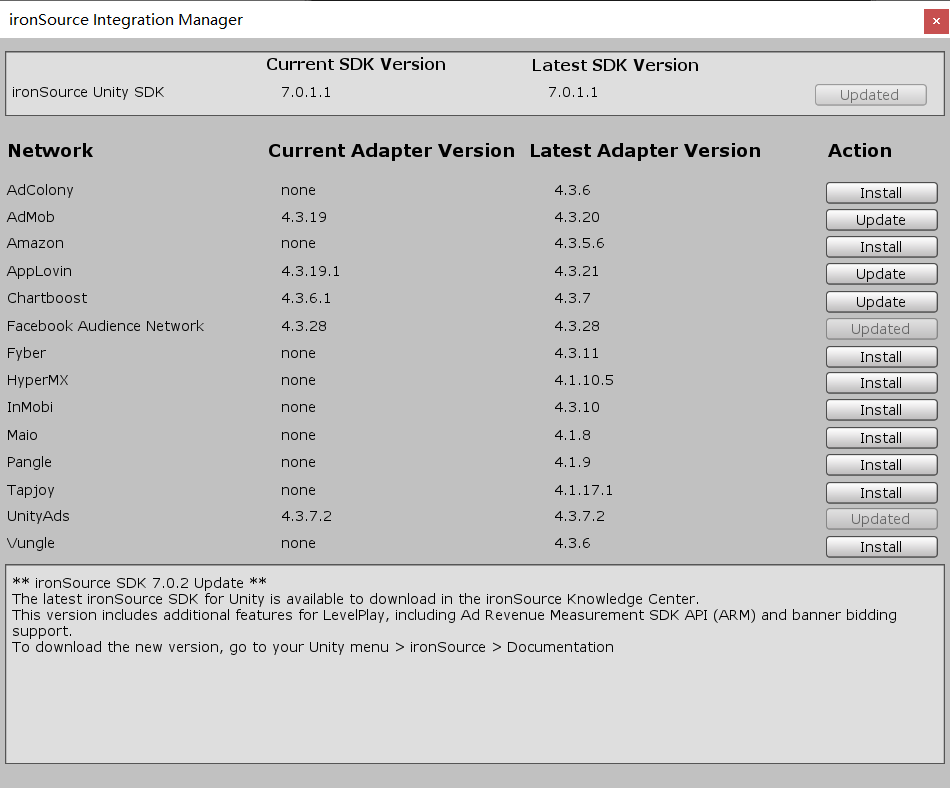 ironSource Integration Manager
×
Current SDK Version Latest SDK Version
ironSource Unity SDK 7.0.1.1 7.0.1.1 Updated
Network Current Adapter Version Latest Adapter Version Action
AdColony none 4.3.6 Install
AdMob 4.3.19 4.3.20 Update
Amazon none 4.3.5.6 Install
AppLovin 4.3.19.1 4.3.21 Update
Chartboost 4.3.6.1 4.3.7 Update
Facebook Audience Network 4.3.28 4.3.28 Updated
Fyber none 4.3.11 Install
HyperMX none 4.1.10.5 Install
InMobi none 4.3.10 Install
Maio none 4.1.8 Install
Pangle none 4.1.9 Install
Tapjoy none 4.1.17.1 Install
UnityAds 4.3.7.2 4.3.7.2 Updated
Vungle none 4.3.6 Install
** ironSource SDK 7.0.2 Update **
The latest ironSource SDK for Unity is available to download in the ironSource Knowledge Center.
This version includes additional features for LevelPlay, including Ad Revenue Measurement SDK API (ARM) and banner bidding
support.
To download the new version, go to your Unity menu > ironSource > Documentation